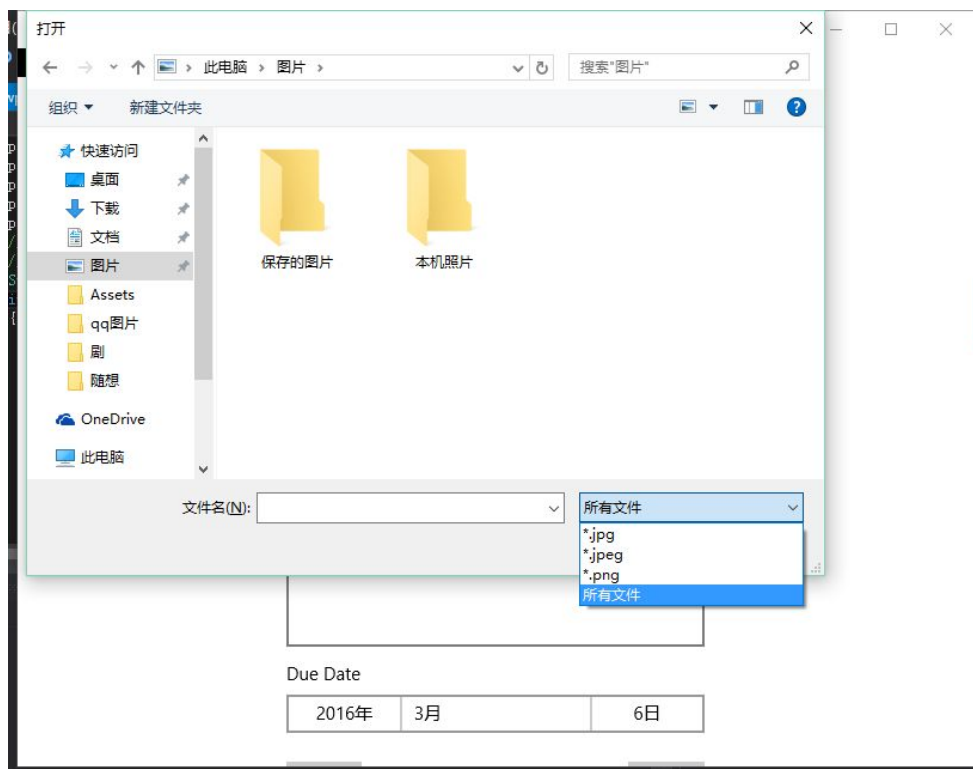 打开
此电脑 › 图片 ›
搜索"图片"
组织
新建文件夹
快速访问
桌面
下载
文档
图片
Assets
qq图片
剧
随想
OneDrive
此电脑
保存的图片
本机照片
文件名(N):
所有文件
*.jpg
*.jpeg
*.png
所有文件
Due Date
2016年 3月 6日